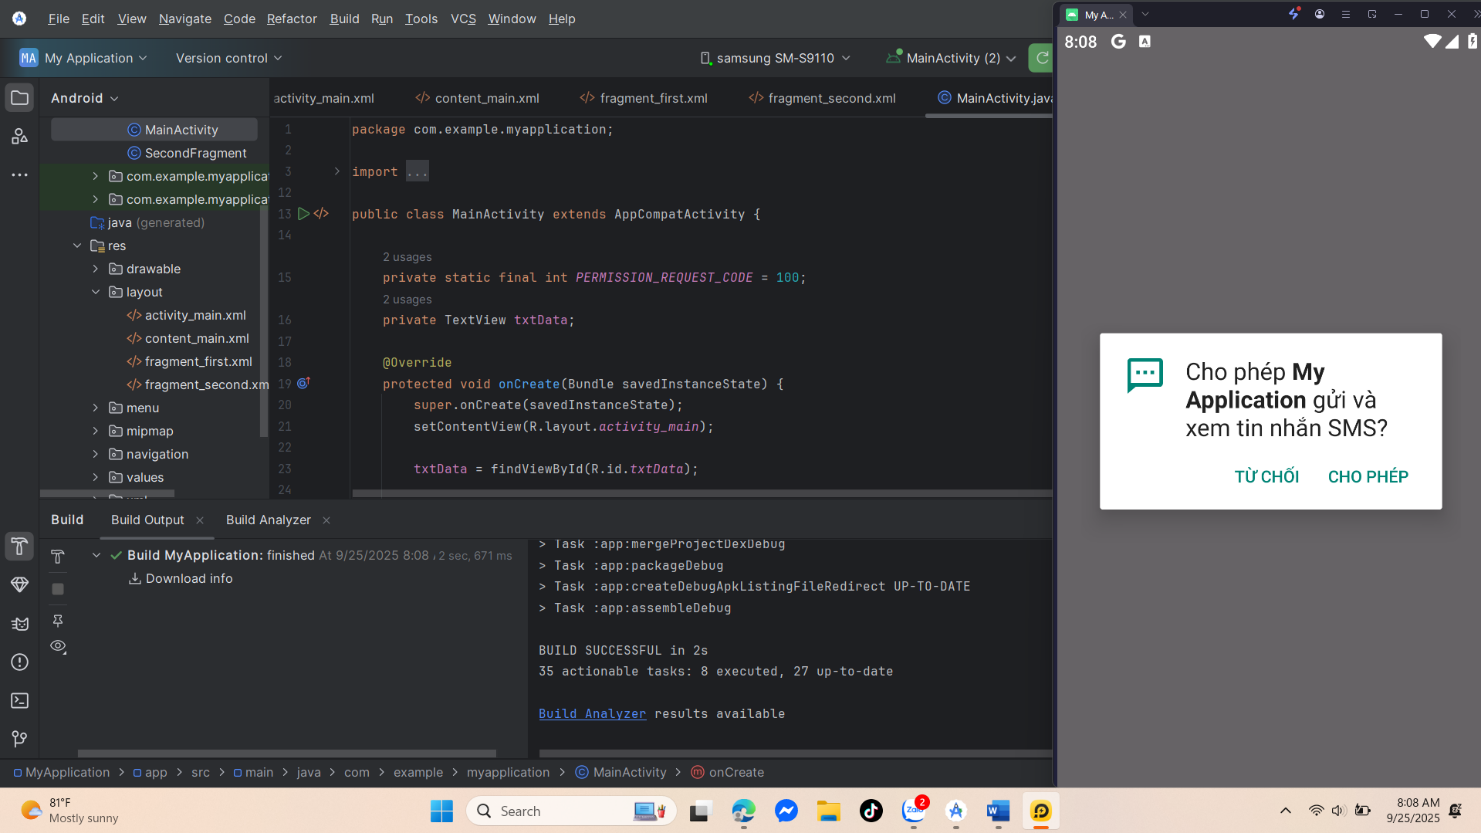 File Edit View Navigate Code Refactor Build Run Tools VCS Window Help
MA My Application Version control samsung SM-S9110 MainActivity (2)
Android
MainActivity
SecondFragment
com.example.myapplica
com.example.myapplica
java (generated)
res
drawable
layout
activity_main.xml
content_main.xml
fragment_first.xml
fragment_second.xm
menu
mipmap
navigation
values
activity_main.xml content_main.xml fragment_first.xml fragment_second.xml MainActivity.java
1 package com.example.myapplication;
2
3 import ...
12
13 public class MainActivity extends AppCompatActivity {
14
2 usages
15 private static final int PERMISSION_REQUEST_CODE = 100;
2 usages
16 private TextView txtData;
17
18 @Override
19 protected void onCreate(Bundle savedInstanceState) {
20 super.onCreate(savedInstanceState);
21 setContentView(R.layout.activity_main);
22
23 txtData = findViewById(R.id.txtData);
24
Build Build Output Build Analyzer
Build MyApplication: finished At 9/25/2025 8:08 2 sec, 671 ms
Download info
> Task :app:mergeProjectDexDebug
> Task :app:packageDebug
> Task :app:createDebugApkListingFileRedirect UP-TO-DATE
> Task :app:assembleDebug
BUILD SUCCESSFUL in 2s
35 actionable tasks: 8 executed, 27 up-to-date
Build Analyzer results available
MyApplication > app > src > main > java > com > example > myapplication > MainActivity > onCreate
My A...
8:08
Cho phép My
Application gửi và
xem tin nhắn SMS?
TỪ CHỐI CHO PHÉP
81°F
Mostly sunny
Search
Zalo
2
8:08 AM
9/25/2025